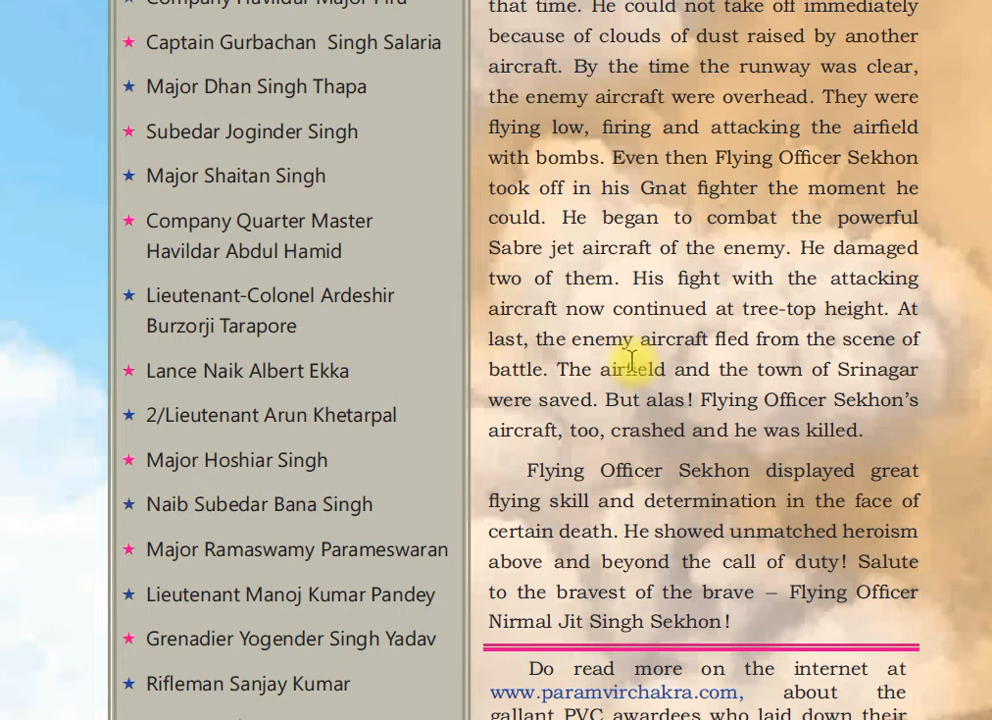 Company Havildar Major Piru
Captain Gurbachan Singh Salaria
Major Dhan Singh Thapa
Subedar Joginder Singh
Major Shaitan Singh
Company Quarter Master
Havildar Abdul Hamid
Lieutenant-Colonel Ardeshir
Burzorji Tarapore
Lance Naik Albert Ekka
2/Lieutenant Arun Khetarpal
Major Hoshiar Singh
Naib Subedar Bana Singh
Major Ramaswamy Parameswaran
Lieutenant Manoj Kumar Pandey
Grenadier Yogender Singh Yadav
Rifleman Sanjay Kumar
that time. He could not take off immediately
because of clouds of dust raised by another
aircraft. By the time the runway was clear,
the enemy aircraft were overhead. They were
flying low, firing and attacking the airfield
with bombs. Even then Flying Officer Sekhon
took off in his Gnat fighter the moment he
could. He began to combat the powerful
Sabre jet aircraft of the enemy. He damaged
two of them. His fight with the attacking
aircraft now continued at tree-top height. At
last, the enemy aircraft fled from the scene of
battle. The airfield and the town of Srinagar
were saved. But alas! Flying Officer Sekhon's
aircraft, too, crashed and he was killed.
Flying Officer Sekhon displayed great
flying skill and determination in the face of
certain death. He showed unmatched heroism
above and beyond the call of duty! Salute
to the bravest of the brave – Flying Officer
Nirmal Jit Singh Sekhon!
Do read more on the internet at
www.paramvirchakra.com, about the
gallant PVC awardees who laid down their